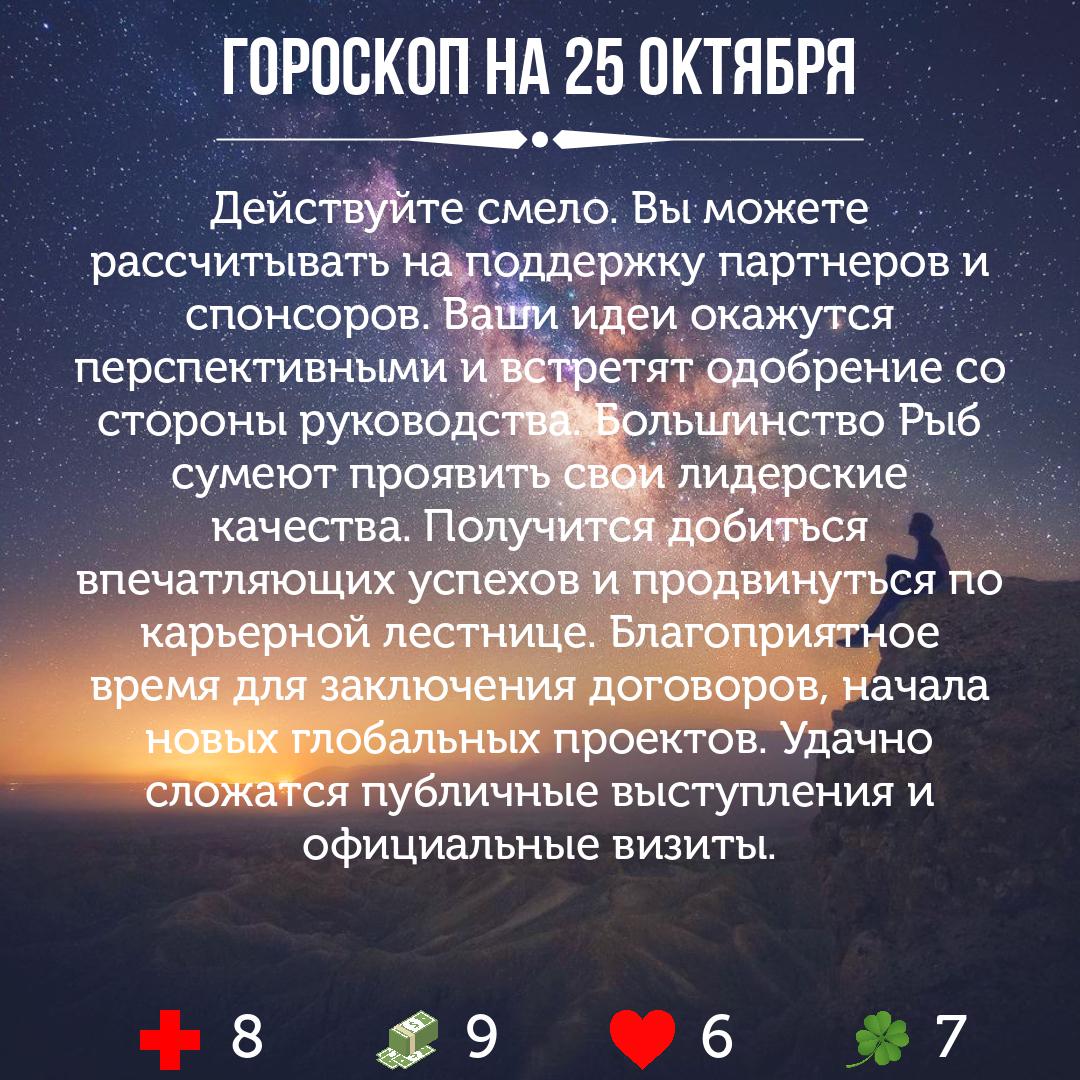 ГОРОСКОП НА 25 ОКТЯБРЯ
Действуйте смело. Вы можете
рассчитывать на поддержку партнеров и
спонсоров. Ваши идеи окажутся
перспективными и встретят одобрение со
стороны руководства. Большинство Рыб
сумеют проявить свои лидерские
качества. Получится добиться
впечатляющих успехов и продвинуться по
карьерной лестнице. Благоприятное
время для заключения договоров, начала
новых глобальных проектов. Удачно
сложатся публичные выступления и
официальные визиты.
8 9 6 7